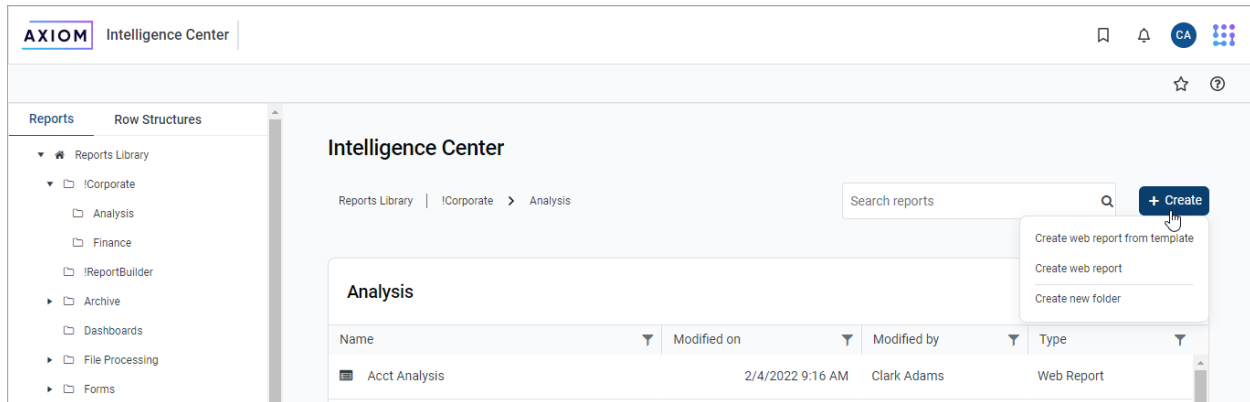 AXIOM Intelligence Center
CA
Reports Row Structures
Reports Library
!Corporate
Analysis
Finance
!ReportBuilder
Archive
Dashboards
File Processing
Forms
Intelligence Center
Reports Library | !Corporate > Analysis
Search reports
+ Create
Create web report from template
Create web report
Create new folder
Analysis
Name Modified on Modified by Type
Acct Analysis 2/4/2022 9:16 AM Clark Adams Web Report